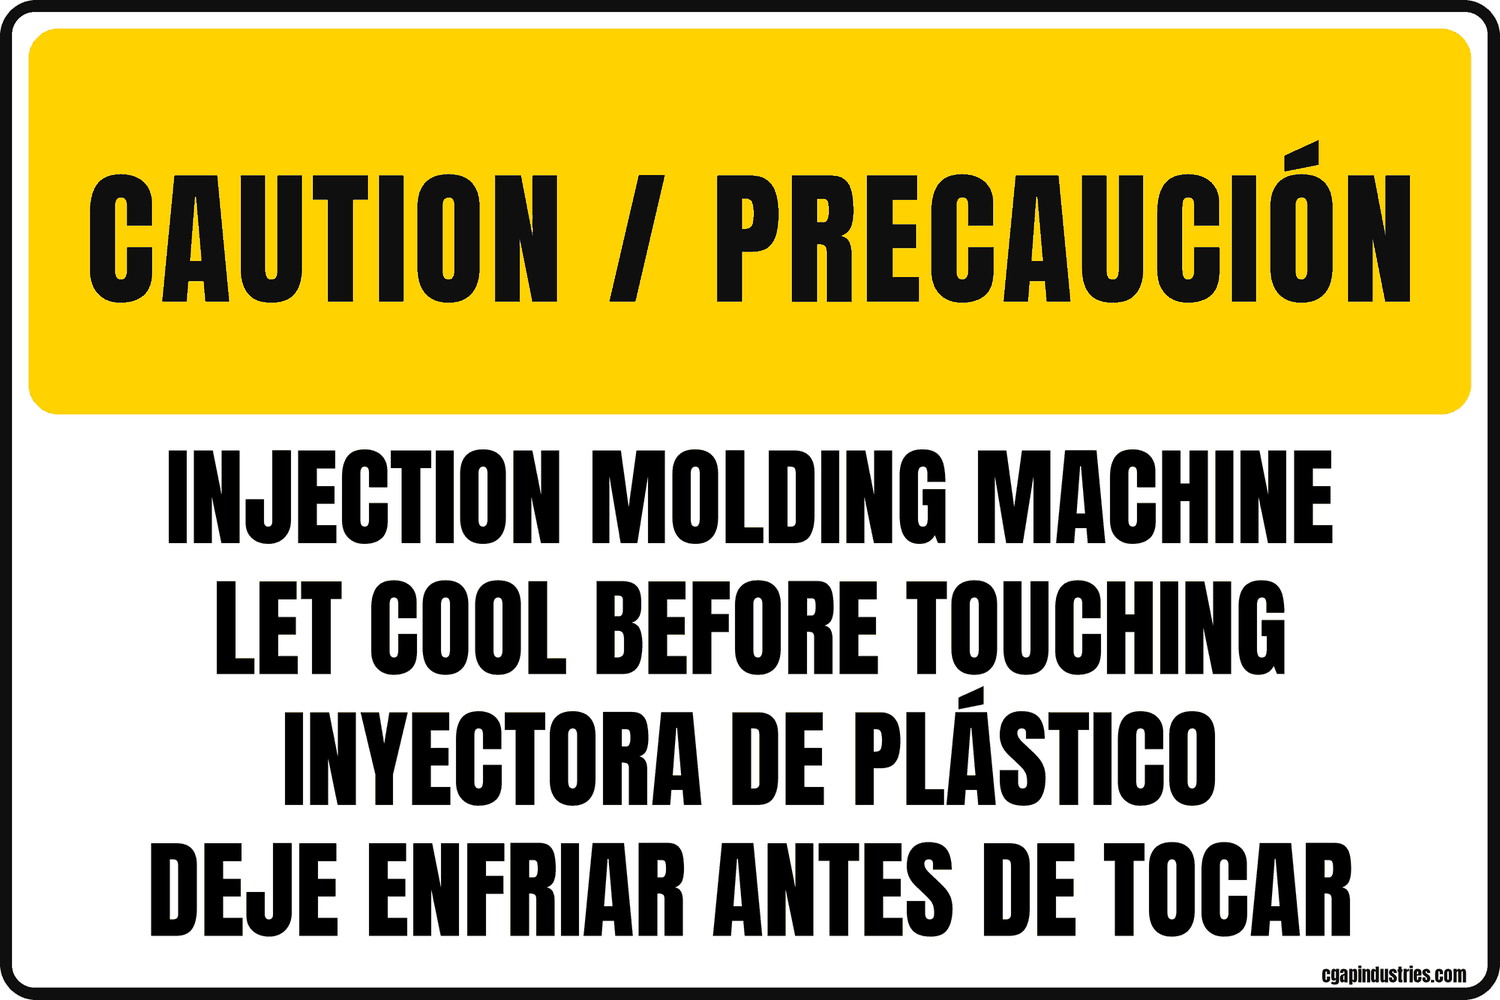 CAUTION / PRECAUCIÓN
INJECTION MOLDING MACHINE
LET COOL BEFORE TOUCHING
INYECTORA DE PLÁSTICO
DEJE ENFRIAR ANTES DE TOCAR
cgapindustries.com